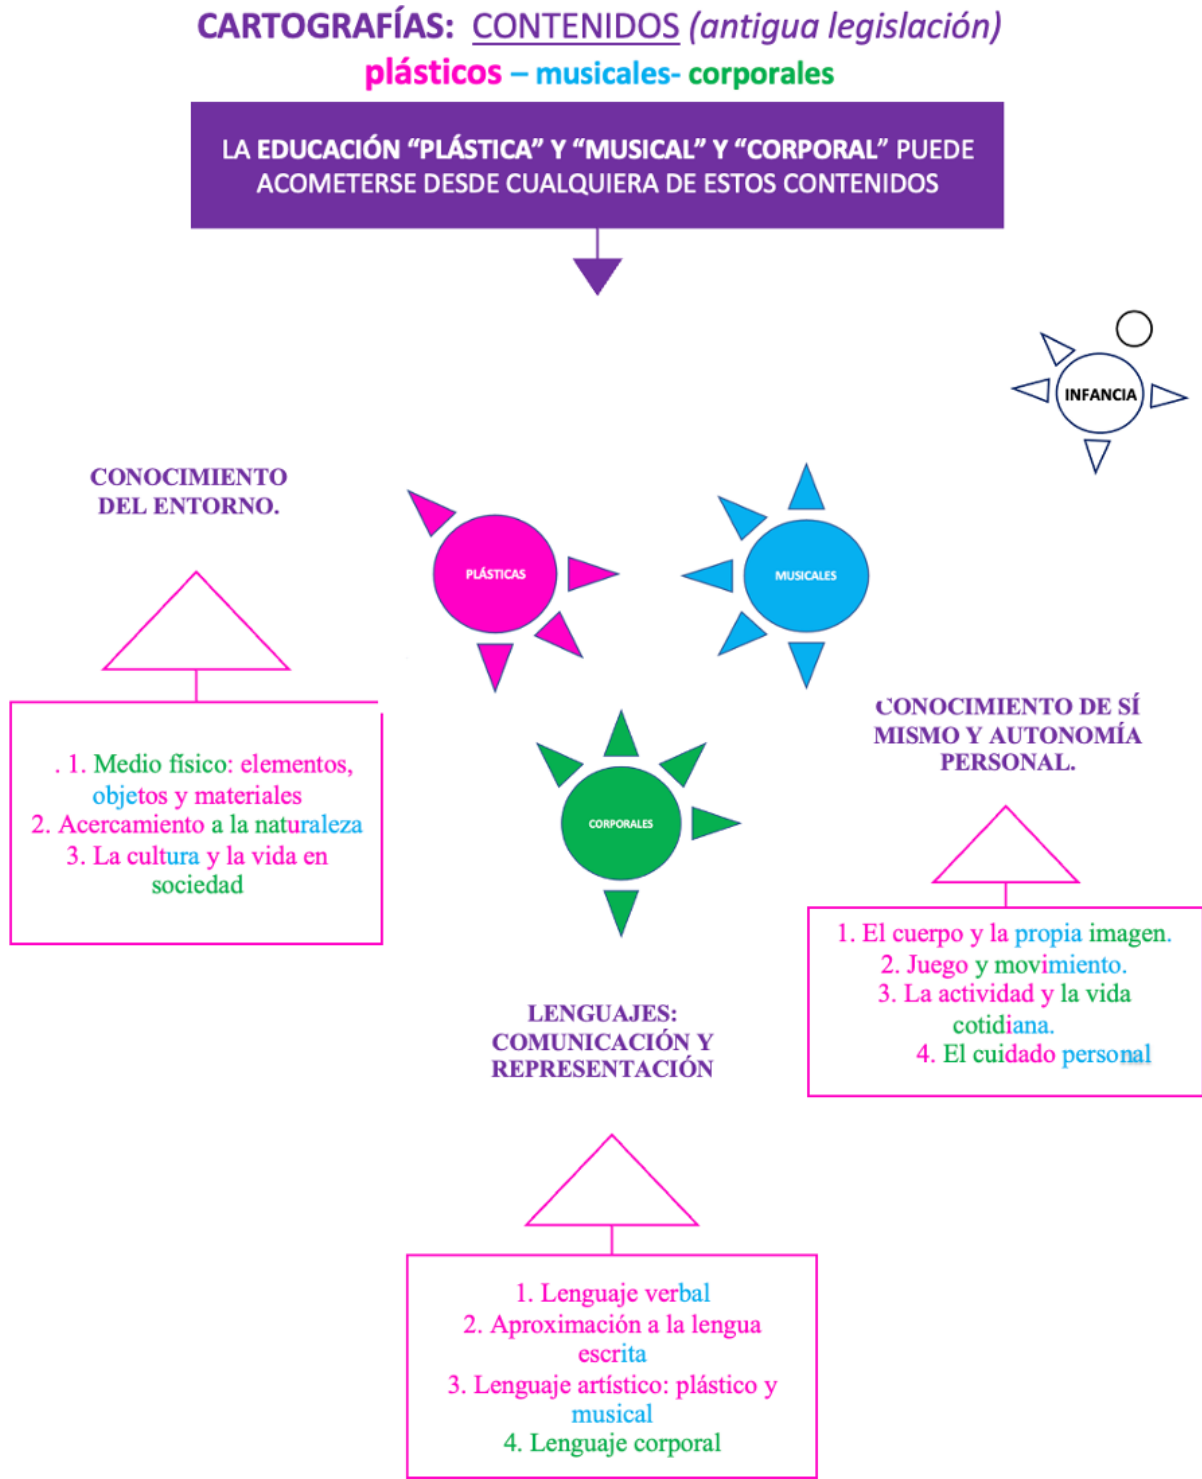 CARTOGRAFÍAS: CONTENIDOS (antigua legislación)
plásticos – musicales- corporales
LA EDUCACIÓN “PLÁSTICA” Y “MUSICAL” Y “CORPORAL” PUEDE
ACOMETERSE DESDE CUALQUIERA DE ESTOS CONTENIDOS
INFANCIA
CONOCIMIENTO
DEL ENTORNO.
PLÁSTICAS
MUSICALES
. 1. Medio físico: elementos,
objetos y materiales
2. Acercamiento a la naturaleza
3. La cultura y la vida en
sociedad
CORPORALES
CONOCIMIENTO DE SÍ
MISMO Y AUTONOMÍA
PERSONAL.
1. El cuerpo y la propia imagen.
2. Juego y movimiento.
3. La actividad y la vida
cotidiana.
4. El cuidado personal
LENGUAJES:
COMUNICACIÓN Y
REPRESENTACIÓN
1. Lenguaje verbal
2. Aproximación a la lengua
escrita
3. Lenguaje artístico: plástico y
musical
4. Lenguaje corporal